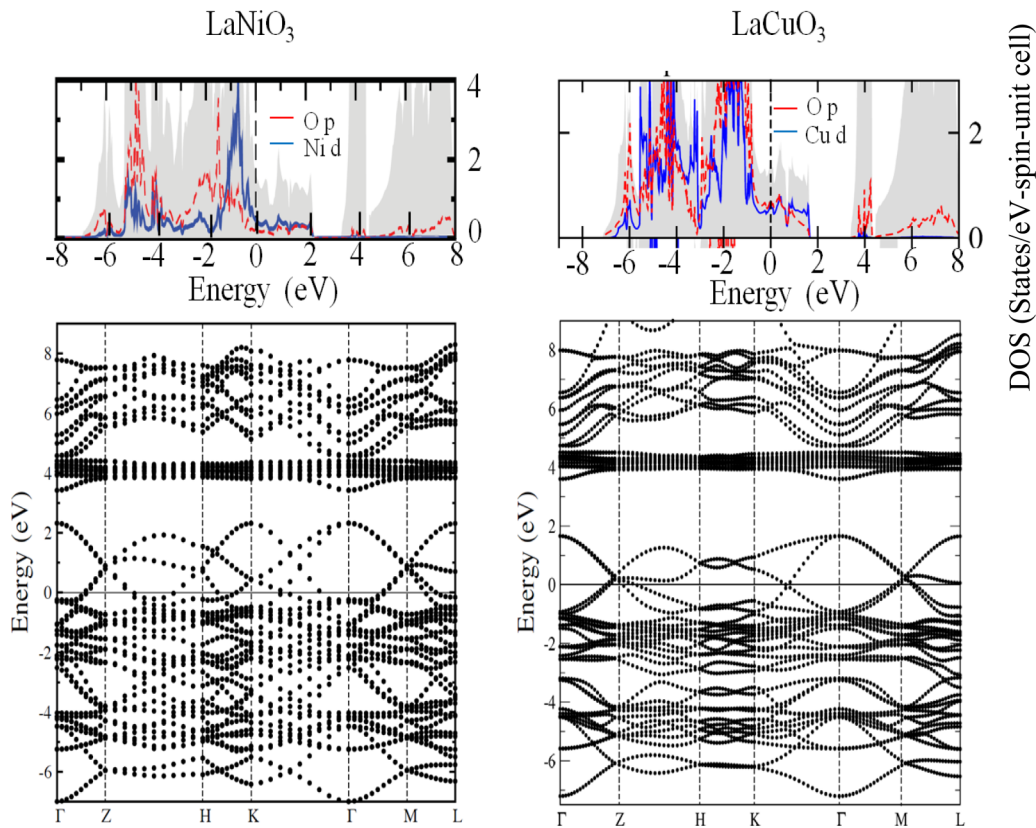 LaNiO₃
LaCuO₃
4
2
0
O p
Ni d
-8 -6 -4 -2 0 2 4 6 8
Energy (eV)
2
0
O p
Cu d
-8 -6 -4 -2 0 2 4 6 8
Energy (eV)
DOS (States/eV-spin-unit cell)
8
6
4
2
0
-2
-4
-6
Energy (eV)
Γ Z H K Γ M L
8
6
4
2
0
-2
-4
-6
Energy (eV)
Γ Z H K Γ M L